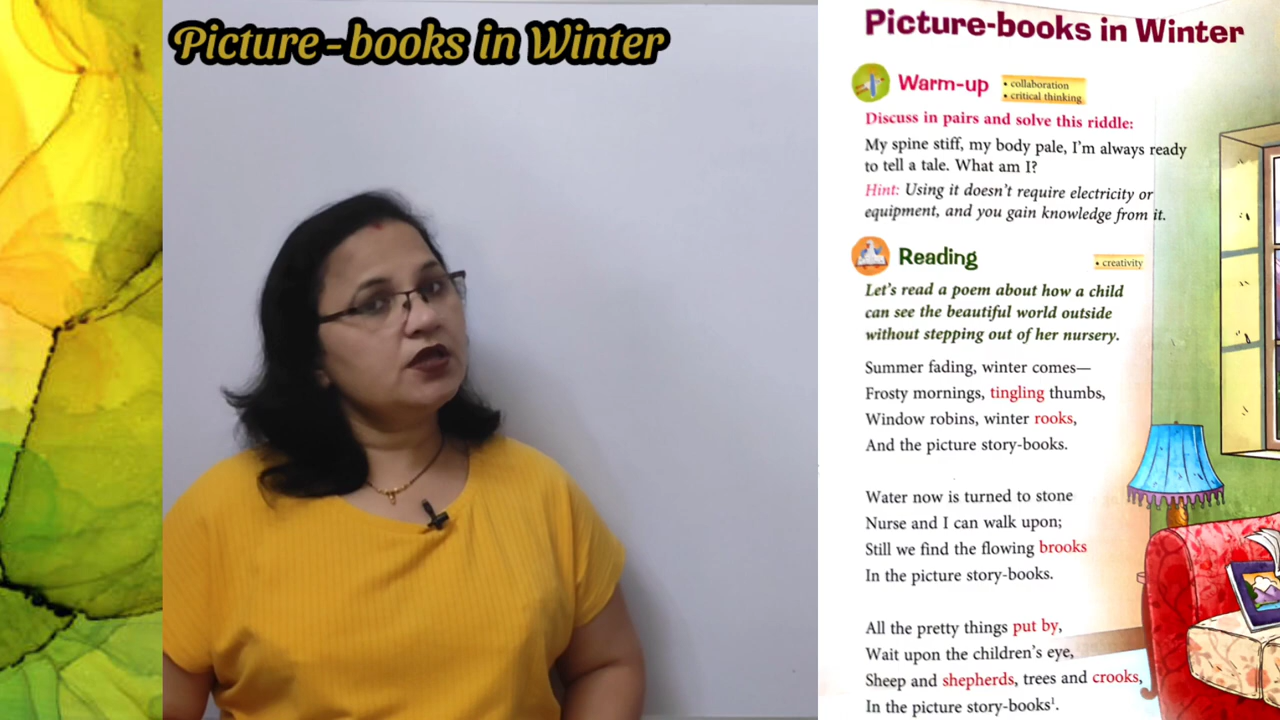 Picture-books in Winter
Picture-books in Winter
Warm-up
• collaboration
• critical thinking
Discuss in pairs and solve this riddle:
My spine stiff, my body pale, I'm always ready
to tell a tale. What am I?
Hint: Using it doesn't require electricity or
equipment, and you gain knowledge from it.
Reading
• creativity
Let's read a poem about how a child
can see the beautiful world outside
without stepping out of her nursery.
Summer fading, winter comes—
Frosty mornings, tingling thumbs,
Window robins, winter rooks,
And the picture story-books.
Water now is turned to stone
Nurse and I can walk upon;
Still we find the flowing brooks
In the picture story-books.
All the pretty things put by,
Wait upon the children's eye,
Sheep and shepherds, trees and crooks,
In the picture story-books¹.